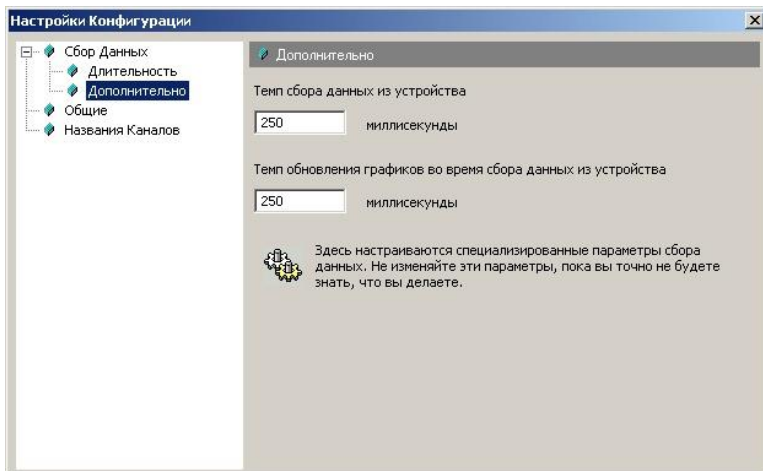 Настройки Конфигурации
Сбор Данных
Длительность
Дополнительно
Общие
Названия Каналов
Дополнительно
Темп сбора данных из устройства
250 миллисекунды
Темп обновления графиков во время сбора данных из устройства
250 миллисекунды
Здесь настраиваются специализированные параметры сбора
данных. Не изменяйте эти параметры, пока вы точно не будете
знать, что вы делаете.